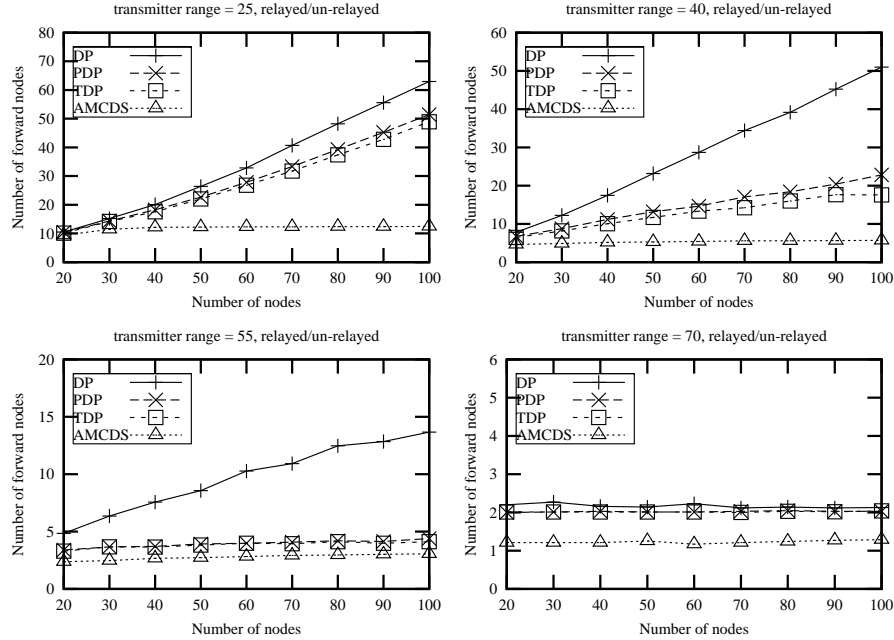 transmitter range = 25, relayed/un-relayed
Number of forward nodes
80
70
60
50
40
30
20
10
0
DP
PDP
TDP
AMCDS
20 30 40 50 60 70 80 90 100
Number of nodes
transmitter range = 40, relayed/un-relayed
Number of forward nodes
60
50
40
30
20
10
0
DP
PDP
TDP
AMCDS
20 30 40 50 60 70 80 90 100
Number of nodes
transmitter range = 55, relayed/un-relayed
Number of forward nodes
20
15
10
5
0
DP
PDP
TDP
AMCDS
20 30 40 50 60 70 80 90 100
Number of nodes
transmitter range = 70, relayed/un-relayed
Number of forward nodes
6
5
4
3
2
1
0
DP
PDP
TDP
AMCDS
20 30 40 50 60 70 80 90 100
Number of nodes